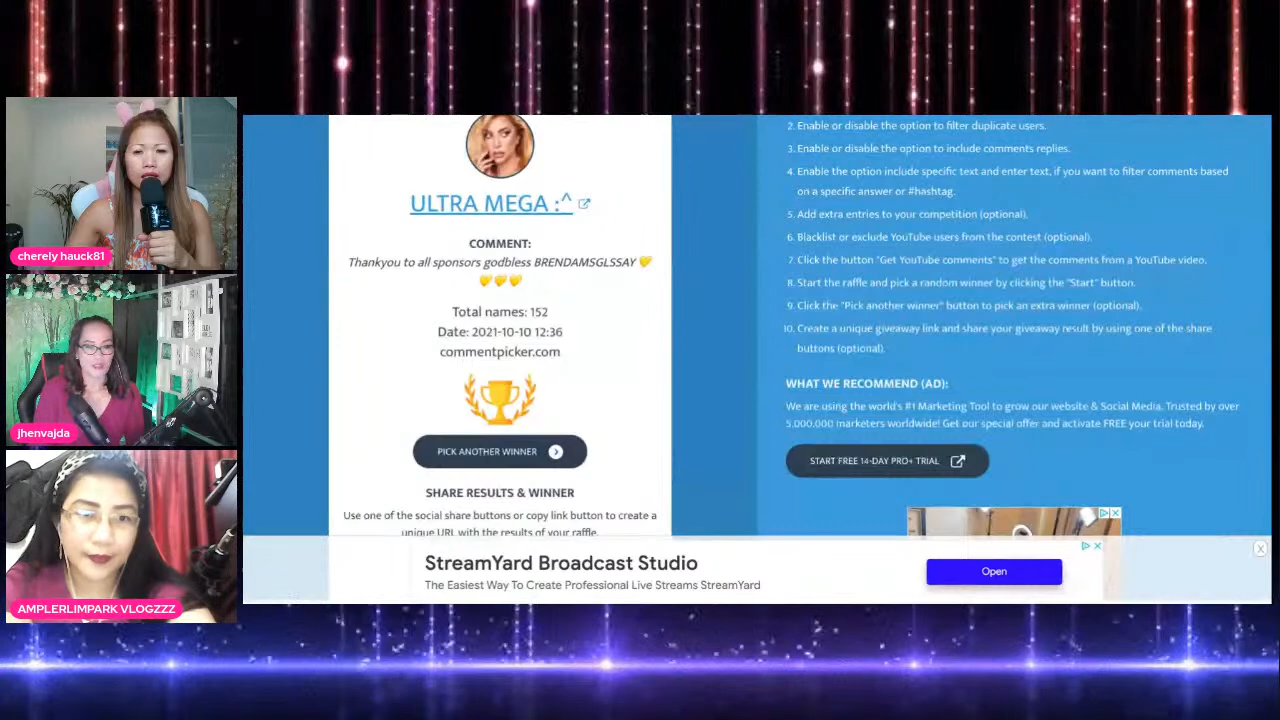 cherely hauck81
jhenvajda
AMPLERLIMPARK VLOGZZZ
ULTRA MEGA :^
COMMENT:
Thankyou to all sponsors godbless BRENDAMSGLSSAY 💛
💛💛💛
Total names: 152
Date: 2021-10-10 12:36
commentpicker.com
PICK ANOTHER WINNER
SHARE RESULTS & WINNER
Use one of the social share buttons or copy link button to create a
unique URL with the results of your raffle.
2. Enable or disable the option to filter duplicate users.
3. Enable or disable the option to include comments replies.
4. Enable the option include specific text and enter text, if you want to filter comments based
on a specific answer or #hashtag.
5. Add extra entries to your competition (optional).
6. Blacklist or exclude YouTube users from the contest (optional).
7. Click the button "Get YouTube comments" to get the comments from a YouTube video.
8. Start the raffle and pick a random winner by clicking the "Start" button.
9. Click the "Pick another winner" button to pick an extra winner (optional).
10. Create a unique giveaway link and share your giveaway result by using one of the share
buttons (optional).
WHAT WE RECOMMEND (AD):
We are using the world's #1 Marketing Tool to grow our website & Social Media. Trusted by over
5,000,000 marketers worldwide! Get our special offer and activate FREE your trial today.
START FREE 14-DAY PRO+ TRIAL
StreamYard Broadcast Studio
The Easiest Way To Create Professional Live Streams StreamYard
Open